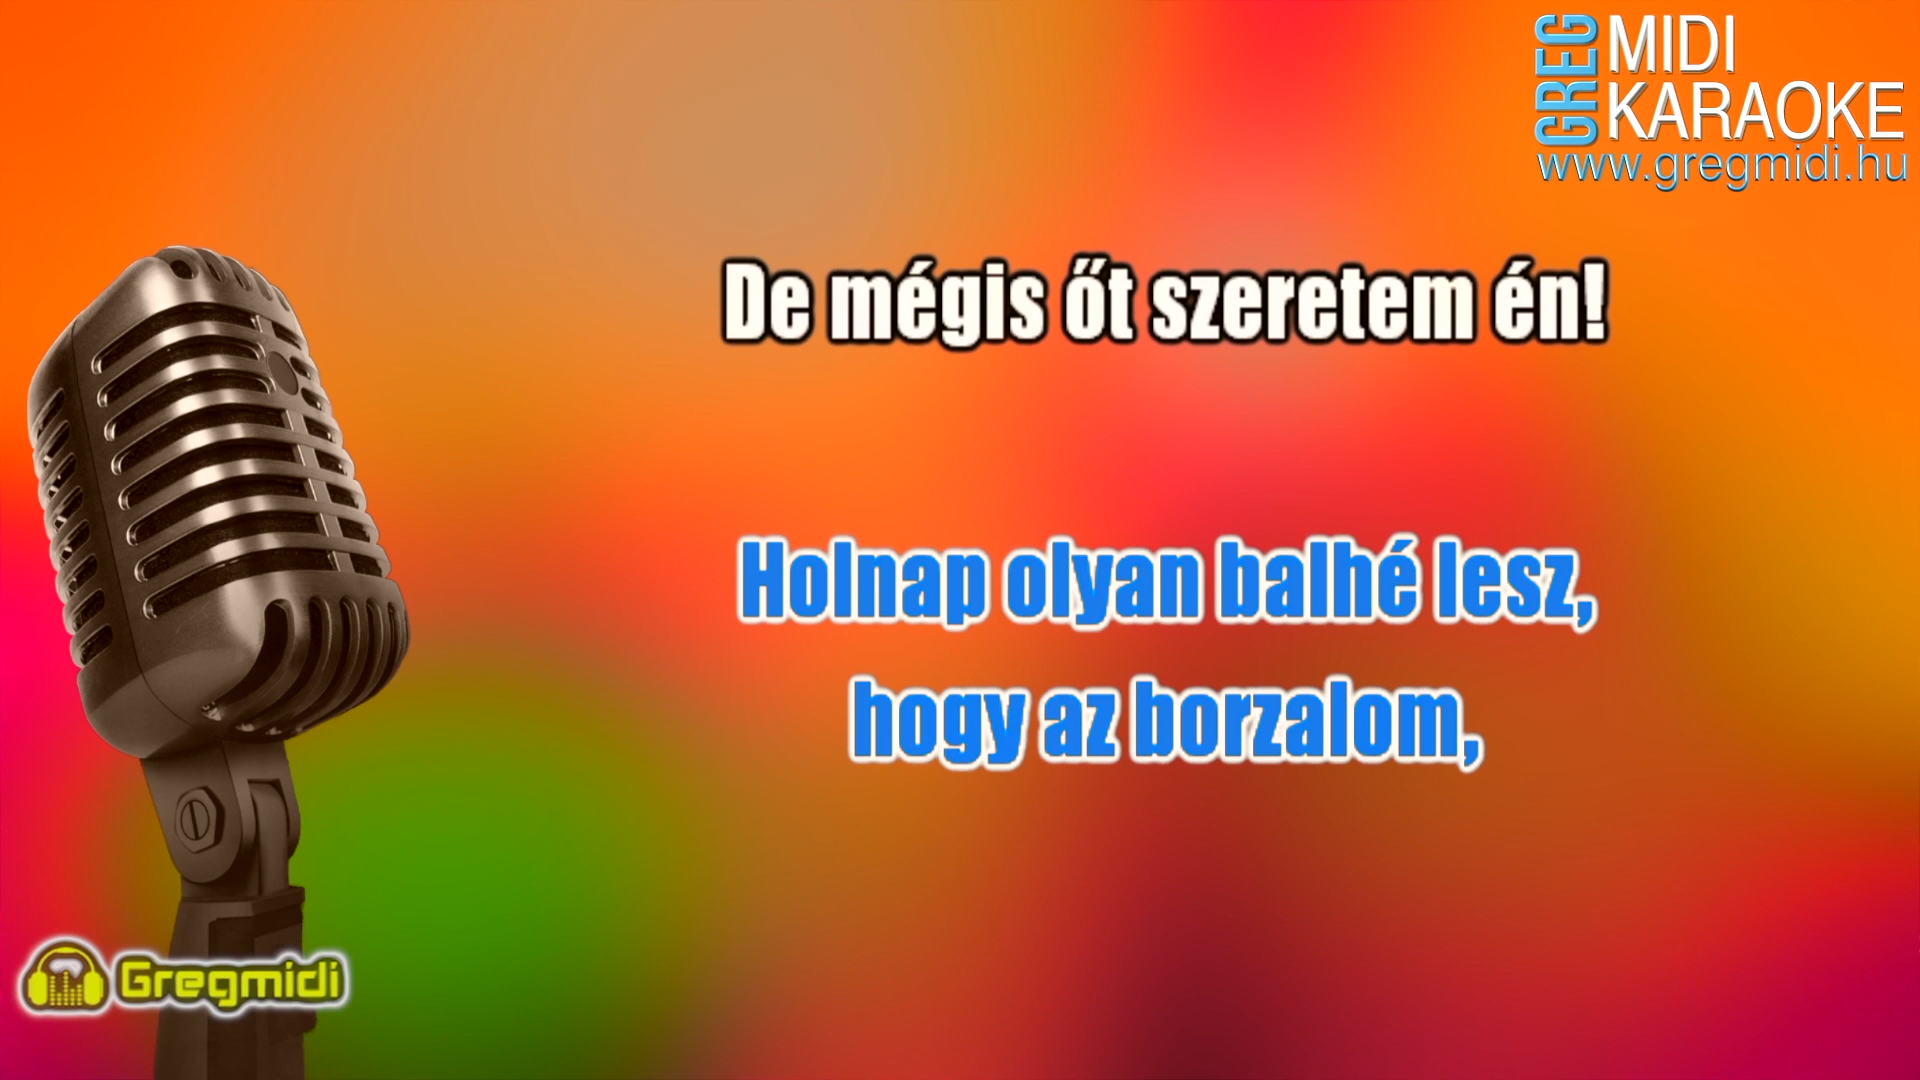 GREG MIDI
KARAOKE
www.gregmidi.hu
De mégis őt szeretem én!
Holnap olyan balhé lesz,
hogy az borzalom,
Gregmidi